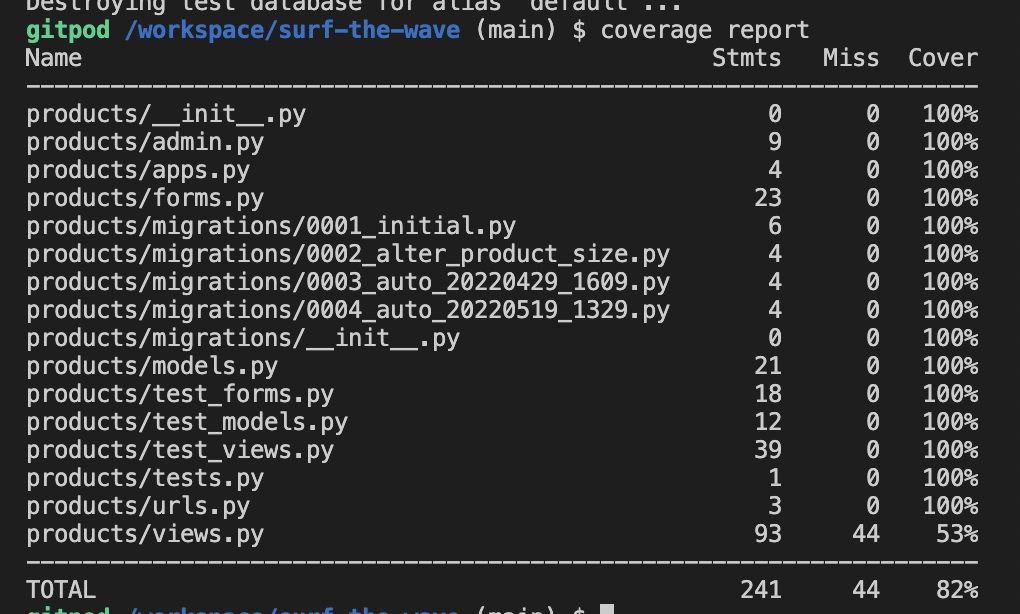 Destroying test database for alias 'default'...
gitpod /workspace/surf-the-wave (main) $ coverage report
Name Stmts Miss Cover
--------------------------------------------------------------------
products/__init__.py 0 0 100%
products/admin.py 9 0 100%
products/apps.py 4 0 100%
products/forms.py 23 0 100%
products/migrations/0001_initial.py 6 0 100%
products/migrations/0002_alter_product_size.py 4 0 100%
products/migrations/0003_auto_20220429_1609.py 4 0 100%
products/migrations/0004_auto_20220519_1329.py 4 0 100%
products/migrations/__init__.py 0 0 100%
products/models.py 21 0 100%
products/test_forms.py 18 0 100%
products/test_models.py 12 0 100%
products/test_views.py 39 0 100%
products/tests.py 1 0 100%
products/urls.py 3 0 100%
products/views.py 93 44 53%
--------------------------------------------------------------------
TOTAL 241 44 82%
gitpod /workspace/surf-the-wave (main) $